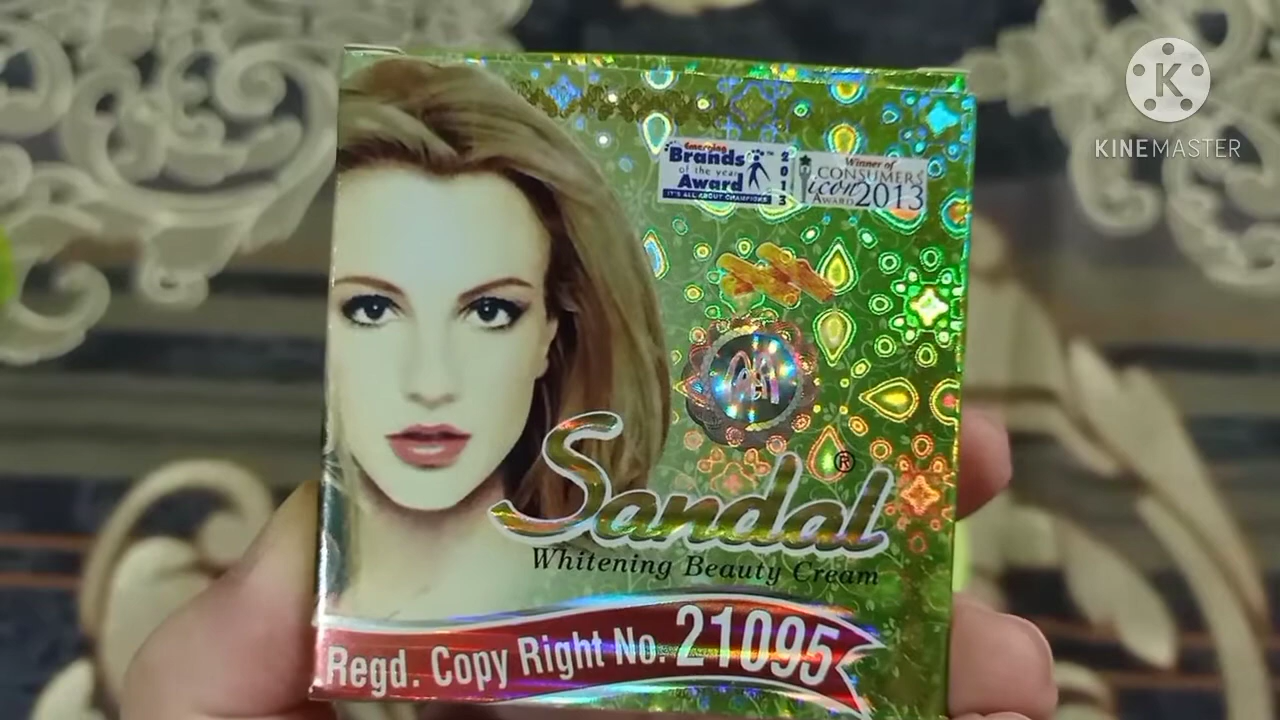 KINEMASTER
Emerging
Brands
of the year
Award
IT'S ALL ABOUT CHAMPIONS
2013
Winner of
CONSUMERS
icon 2013
AWARD
Sandal®
Whitening Beauty Cream
Regd. Copy Right No. 21095